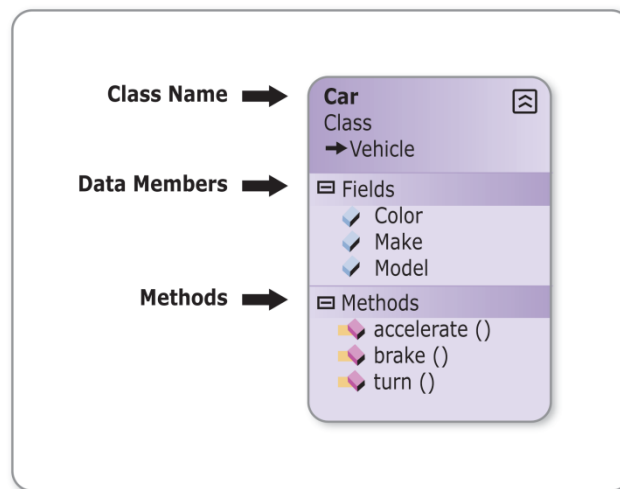 Class Name
Car
Class
Vehicle
Data Members
Fields
Color
Make
Model
Methods
Methods
accelerate ()
brake ()
turn ()